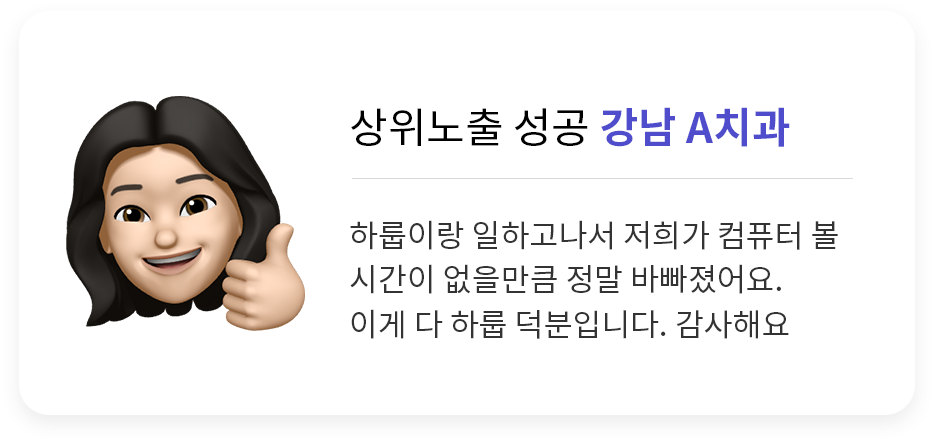 상위노출 성공 강남 A치과
하룹이랑 일하고나서 저희가 컴퓨터 볼
시간이 없을만큼 정말 바빠졌어요.
이게 다 하룹 덕분입니다. 감사해요